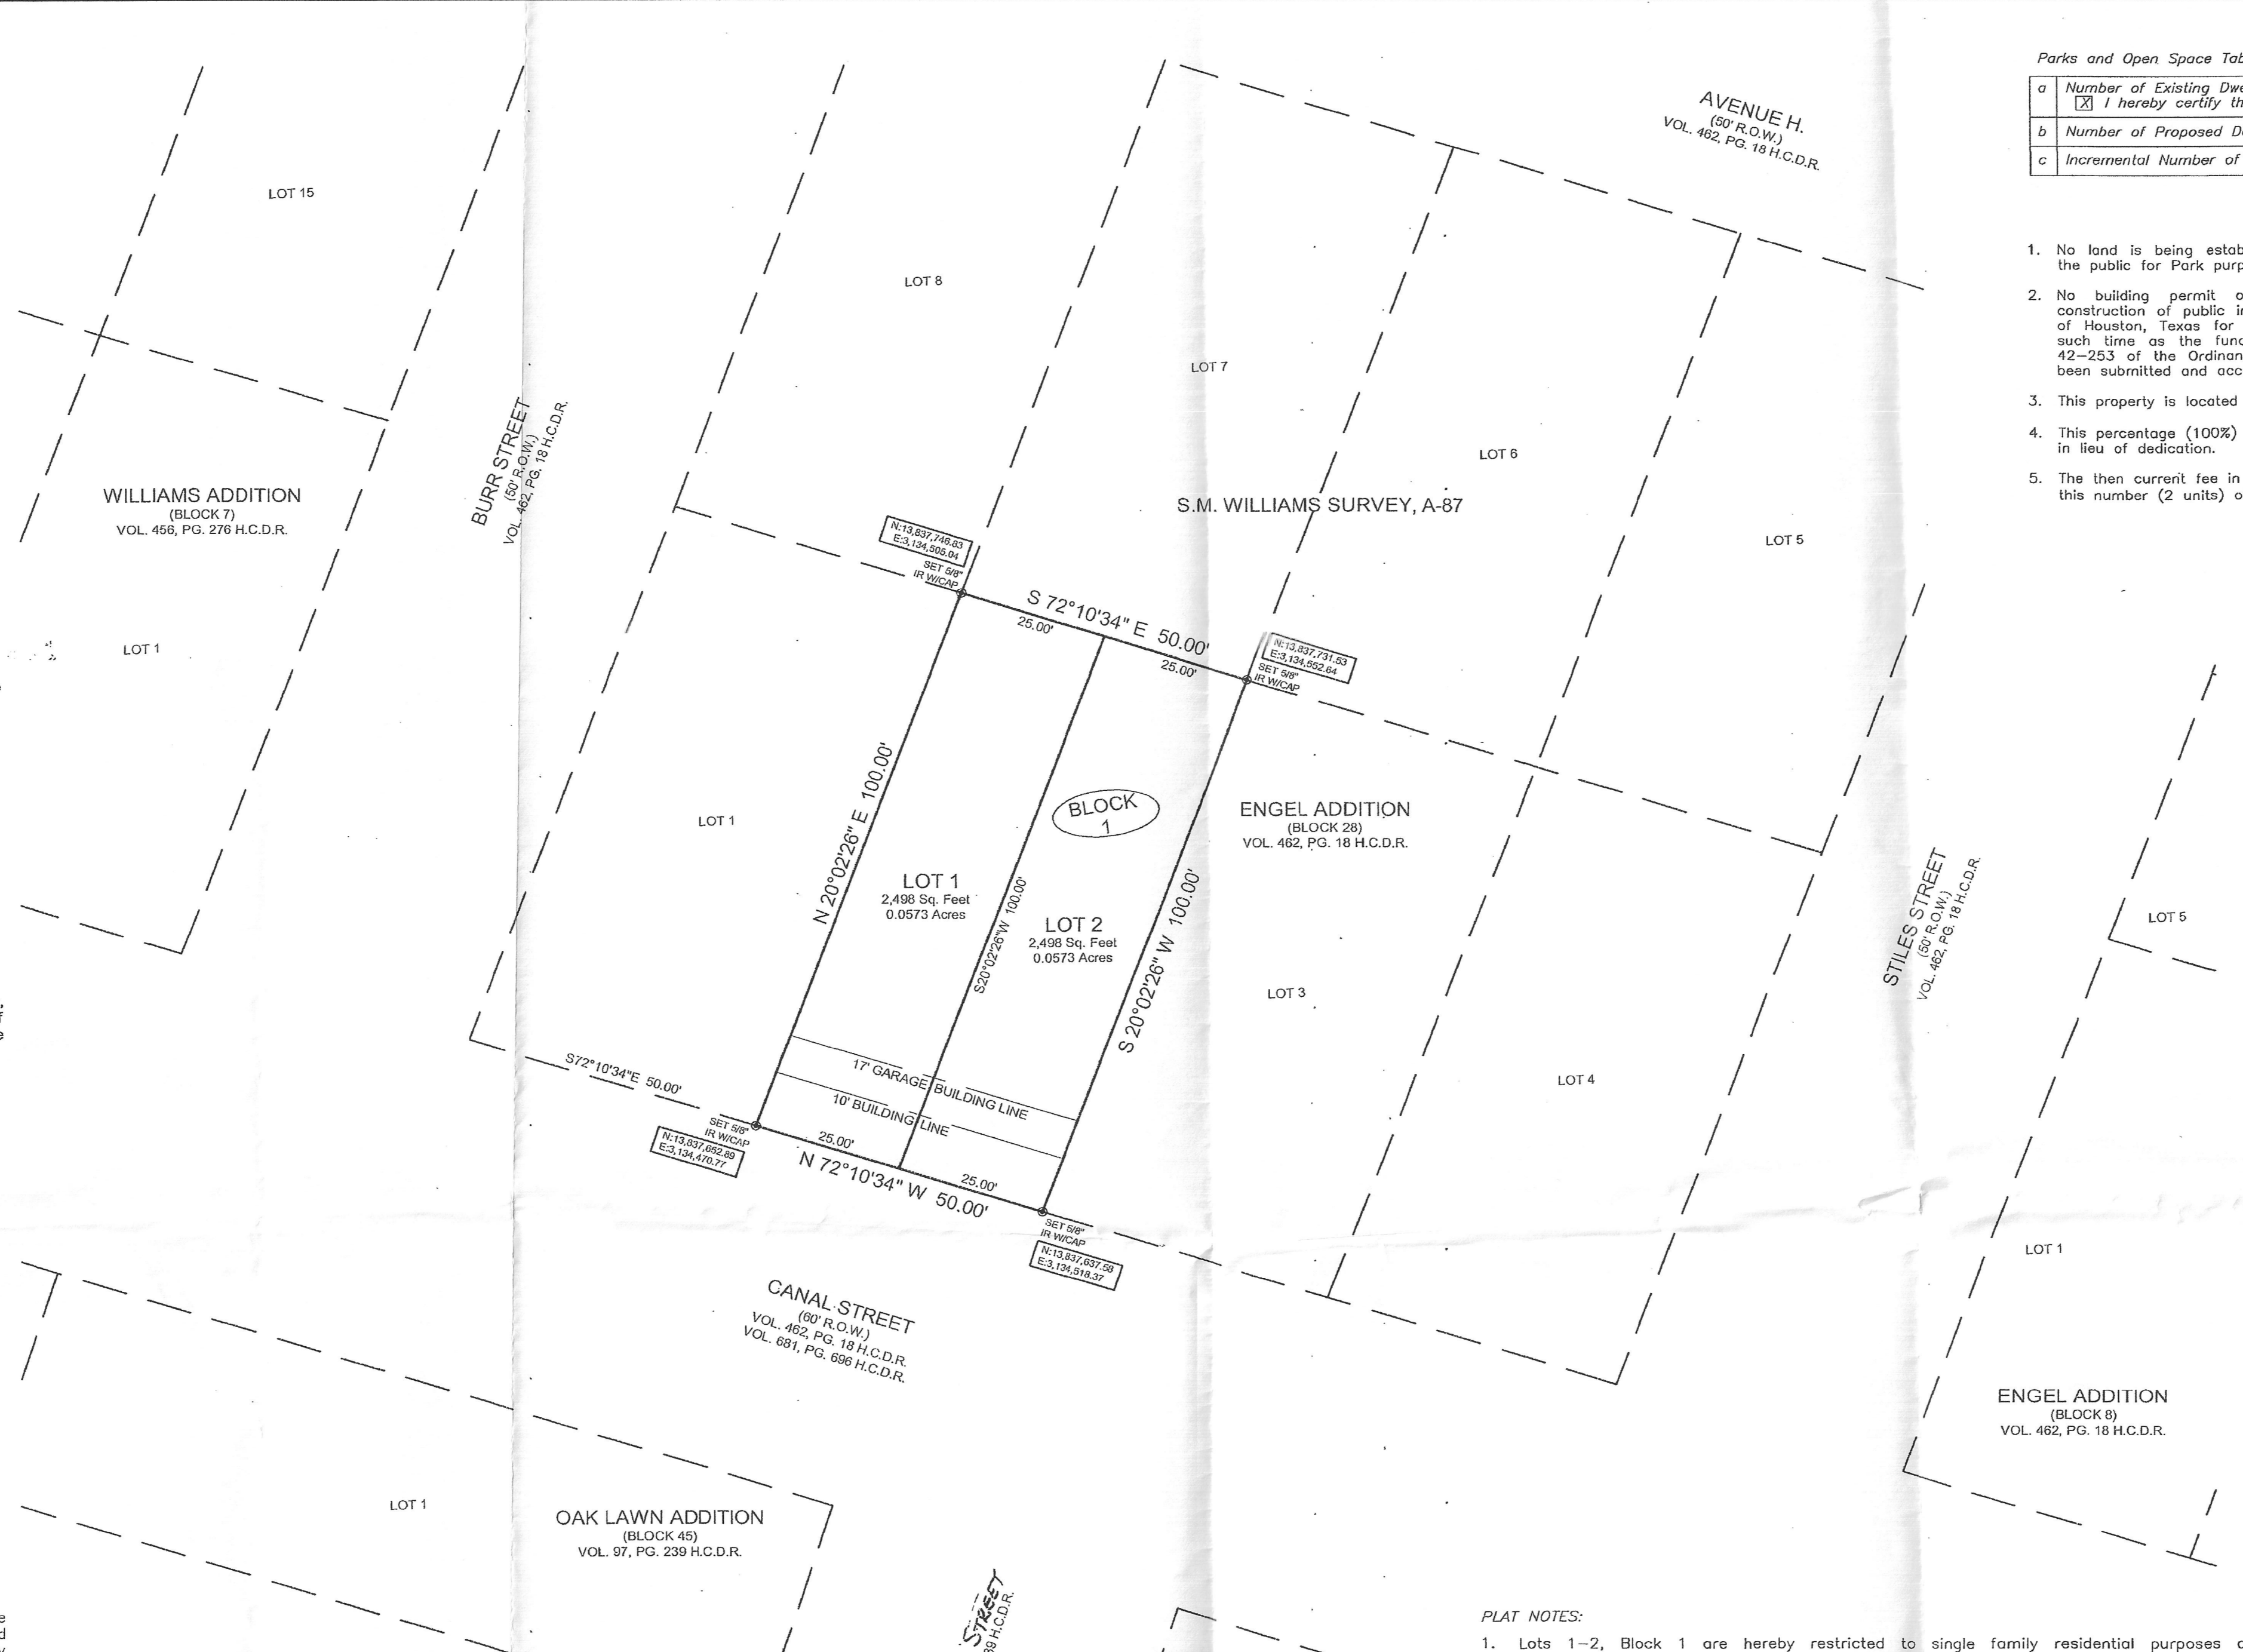 Parks and Open Space Tab
a Number of Existing Dwe
X I hereby certify th
b Number of Proposed D
c Incremental Number of
AVENUE H.
(50' R.O.W.)
VOL. 462, PG. 18 H.C.D.R.
1. No land is being estab
the public for Park purp
2. No building permit o
construction of public i
of Houston, Texas for
such time as the fund
42-253 of the Ordinan
been submitted and acc
3. This property is located
4. This percentage (100%)
in lieu of dedication.
5. The then current fee in
this number (2 units) o
LOT 15
LOT 8
LOT 7
LOT 6
LOT 5
BURR STREET
(50' R.O.W.)
VOL. 462, PG. 18 H.C.D.R.
WILLIAMS ADDITION
(BLOCK 7)
VOL. 456, PG. 276 H.C.D.R.
LOT 1
S.M. WILLIAMS SURVEY, A-87
N:13,837,746.83
E:3,134,505.04
SET 5/8"
IR W/CAP
S 72°10'34" E 50.00'
25.00'
25.00'
N:13,837,731.53
E:3,134,552.64
SET 5/8"
IR W/CAP
LOT 1
N 20°02'26" E 100.00'
BLOCK
1
ENGEL ADDITION
(BLOCK 28)
VOL. 462, PG. 18 H.C.D.R.
LOT 1
2,498 Sq. Feet
0.0573 Acres
S20°02'26"W 100.00'
LOT 2
2,498 Sq. Feet
0.0573 Acres
S 20°02'26" W 100.00'
LOT 3
LOT 4
STILES STREET
(50' R.O.W.)
VOL. 462, PG. 18 H.C.D.R.
LOT 5
17' GARAGE BUILDING LINE
10' BUILDING LINE
S72°10'34"E 50.00'
SET 5/8"
IR W/CAP
N:13,837,652.89
E:3,134,470.77
25.00'
25.00'
N 72°10'34" W 50.00'
SET 5/8"
IR W/CAP
N:13,837,637.58
E:3,134,518.37
CANAL STREET
(60' R.O.W.)
VOL. 462, PG. 18 H.C.D.R.
VOL. 681, PG. 696 H.C.D.R.
LOT 1
ENGEL ADDITION
(BLOCK 8)
VOL. 462, PG. 18 H.C.D.R.
LOT 1
OAK LAWN ADDITION
(BLOCK 45)
VOL. 97, PG. 239 H.C.D.R.
STREET
39 H.C.D.R.
PLAT NOTES:
1. Lots 1-2, Block 1 are hereby restricted to single family residential purposes